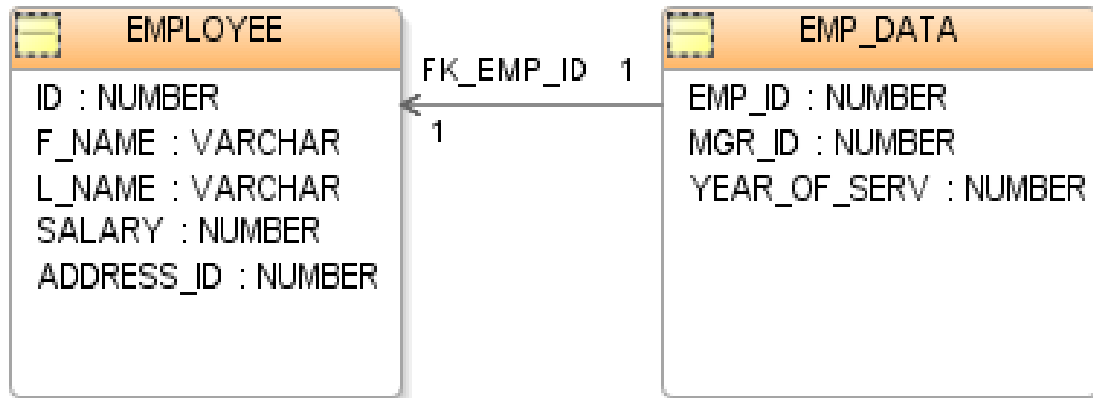 EMPLOYEE
ID : NUMBER
F_NAME : VARCHAR
L_NAME : VARCHAR
SALARY : NUMBER
ADDRESS_ID : NUMBER
FK_EMP_ID 1
1
EMP_DATA
EMP_ID : NUMBER
MGR_ID : NUMBER
YEAR_OF_SERV : NUMBER